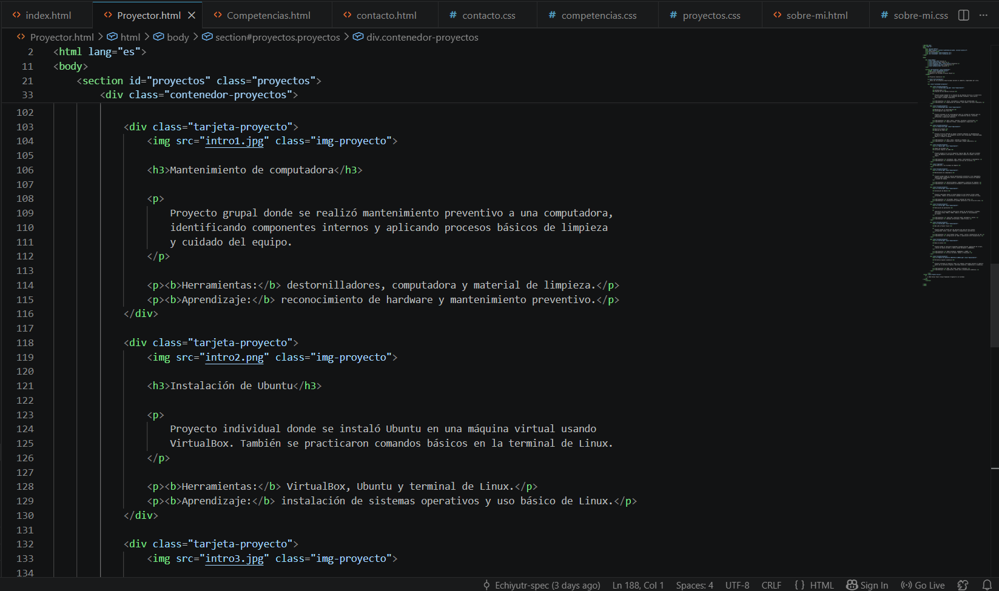 index.html Proyector.html Competencias.html contacto.html # contacto.css # competencias.css # proyectos.css sobre-mi.html # sobre-mi.css
Proyector.html > html > body > section#proyectos.proyectos > div.contenedor-proyectos
2 <html lang="es">
11 <body>
21 <section id="proyectos" class="proyectos">
33 <div class="contenedor-proyectos">
102
103 <div class="tarjeta-proyecto">
104 <img src="intro1.jpg" class="img-proyecto">
105
106 <h3>Mantenimiento de computadora</h3>
107
108 <p>
109 Proyecto grupal donde se realizó mantenimiento preventivo a una computadora,
110 identificando componentes internos y aplicando procesos básicos de limpieza
111 y cuidado del equipo.
112 </p>
113
114 <p><b>Herramientas:</b> destornilladores, computadora y material de limpieza.</p>
115 <p><b>Aprendizaje:</b> reconocimiento de hardware y mantenimiento preventivo.</p>
116 </div>
117
118 <div class="tarjeta-proyecto">
119 <img src="intro2.png" class="img-proyecto">
120
121 <h3>Instalación de Ubuntu</h3>
122
123 <p>
124 Proyecto individual donde se instaló Ubuntu en una máquina virtual usando
125 VirtualBox. También se practicaron comandos básicos en la terminal de Linux.
126 </p>
127
128 <p><b>Herramientas:</b> VirtualBox, Ubuntu y terminal de Linux.</p>
129 <p><b>Aprendizaje:</b> instalación de sistemas operativos y uso básico de Linux.</p>
130 </div>
131
132 <div class="tarjeta-proyecto">
133 <img src="intro3.jpg" class="img-proyecto">
134
Echiyutr-spec (3 days ago) Ln 188, Col 1 Spaces: 4 UTF-8 CRLF {} HTML Sign In Go Live